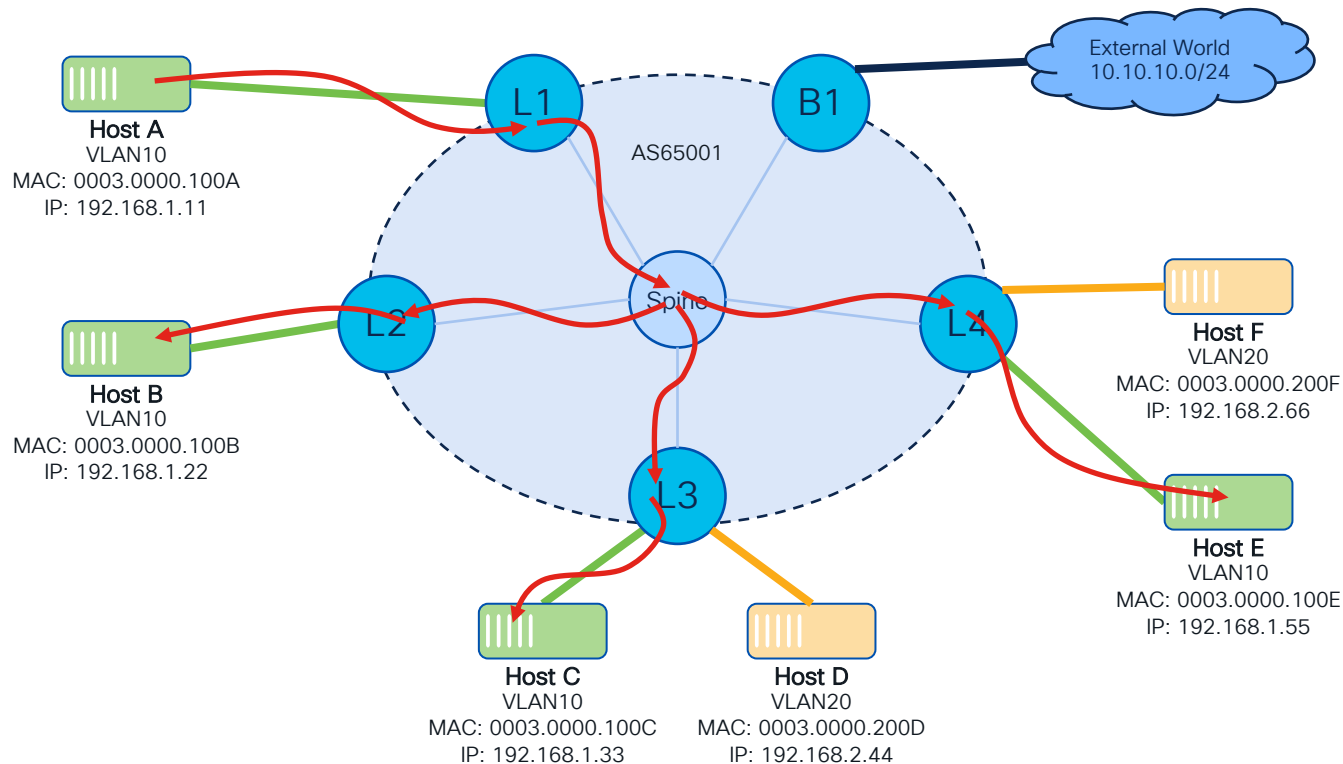 External World
10.10.10.0/24
L1
B1
AS65001
Host A
VLAN10
MAC: 0003.0000.100A
IP: 192.168.1.11
Spine
L2
L4
Host F
VLAN20
MAC: 0003.0000.200F
IP: 192.168.2.66
Host B
VLAN10
MAC: 0003.0000.100B
IP: 192.168.1.22
L3
Host E
VLAN10
MAC: 0003.0000.100E
IP: 192.168.1.55
Host C
VLAN10
MAC: 0003.0000.100C
IP: 192.168.1.33
Host D
VLAN20
MAC: 0003.0000.200D
IP: 192.168.2.44